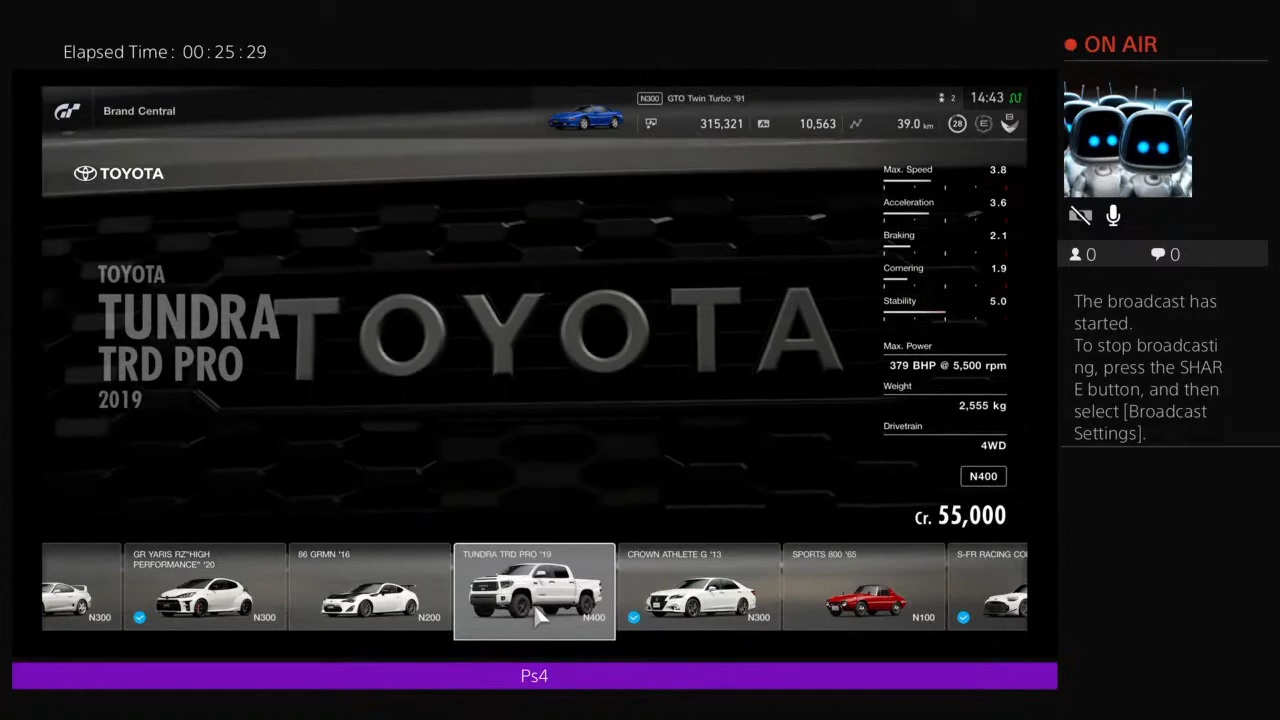 Elapsed Time: 00:25:29
ON AIR
GT
Brand Central
N300 GTO Twin Turbo '91
2 14:43
315,321 10,563 39.0 km 28 E B
TOYOTA
TOYOTA
TUNDRA
TRD PRO
2019
TOYOTA
Max. Speed 3.8
Acceleration 3.6
Braking 2.1
Cornering 1.9
Stability 5.0
Max. Power
379 BHP @ 5,500 rpm
Weight
2,555 kg
Drivetrain
4WD
N400
Cr. 55,000
N300
GR YARIS RZ"HIGH
PERFORMANCE" '20
N300
86 GRMN '16
N200
TUNDRA TRD PRO '19
N400
CROWN ATHLETE G '13
N300
SPORTS 800 '65
N100
S-FR RACING CO
0 0
The broadcast has
started.
To stop broadcasti
ng, press the SHAR
E button, and then
select [Broadcast
Settings].
Ps4